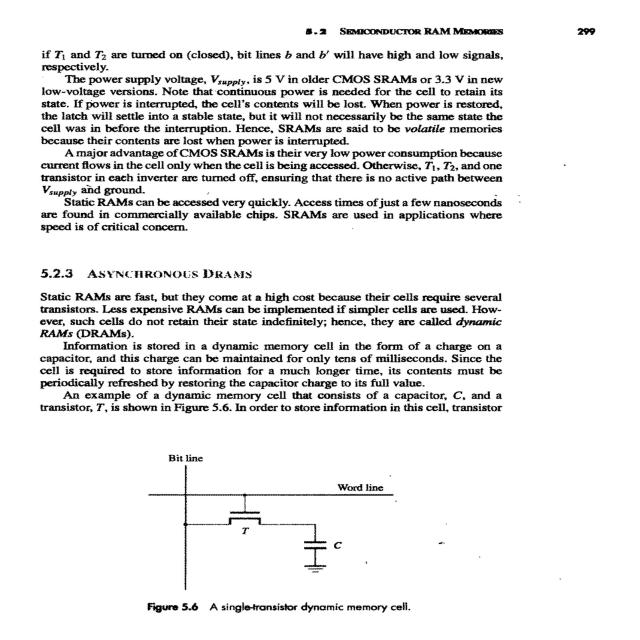 5.2 SEMICONDUCTOR RAM MEMORIES 299
if T1 and T2 are turned on (closed), bit lines b and b′ will have high and low signals,
respectively.
The power supply voltage, Vsupply, is 5 V in older CMOS SRAMs or 3.3 V in new
low-voltage versions. Note that continuous power is needed for the cell to retain its
state. If power is interrupted, the cell's contents will be lost. When power is restored,
the latch will settle into a stable state, but it will not necessarily be the same state the
cell was in before the interruption. Hence, SRAMs are said to be volatile memories
because their contents are lost when power is interrupted.
A major advantage of CMOS SRAMs is their very low power consumption because
current flows in the cell only when the cell is being accessed. Otherwise, T1, T2, and one
transistor in each inverter are turned off, ensuring that there is no active path between
Vsupply and ground.
Static RAMs can be accessed very quickly. Access times of just a few nanoseconds
are found in commercially available chips. SRAMs are used in applications where
speed is of critical concern.
5.2.3 ASYNCHRONOUS DRAMS
Static RAMs are fast, but they come at a high cost because their cells require several
transistors. Less expensive RAMs can be implemented if simpler cells are used. How-
ever, such cells do not retain their state indefinitely; hence, they are called dynamic
RAMs (DRAMs).
Information is stored in a dynamic memory cell in the form of a charge on a
capacitor, and this charge can be maintained for only tens of milliseconds. Since the
cell is required to store information for a much longer time, its contents must be
periodically refreshed by restoring the capacitor charge to its full value.
An example of a dynamic memory cell that consists of a capacitor, C, and a
transistor, T, is shown in Figure 5.6. In order to store information in this cell, transistor
Bit line
Word line
T
C
Figure 5.6 A single-transistor dynamic memory cell.